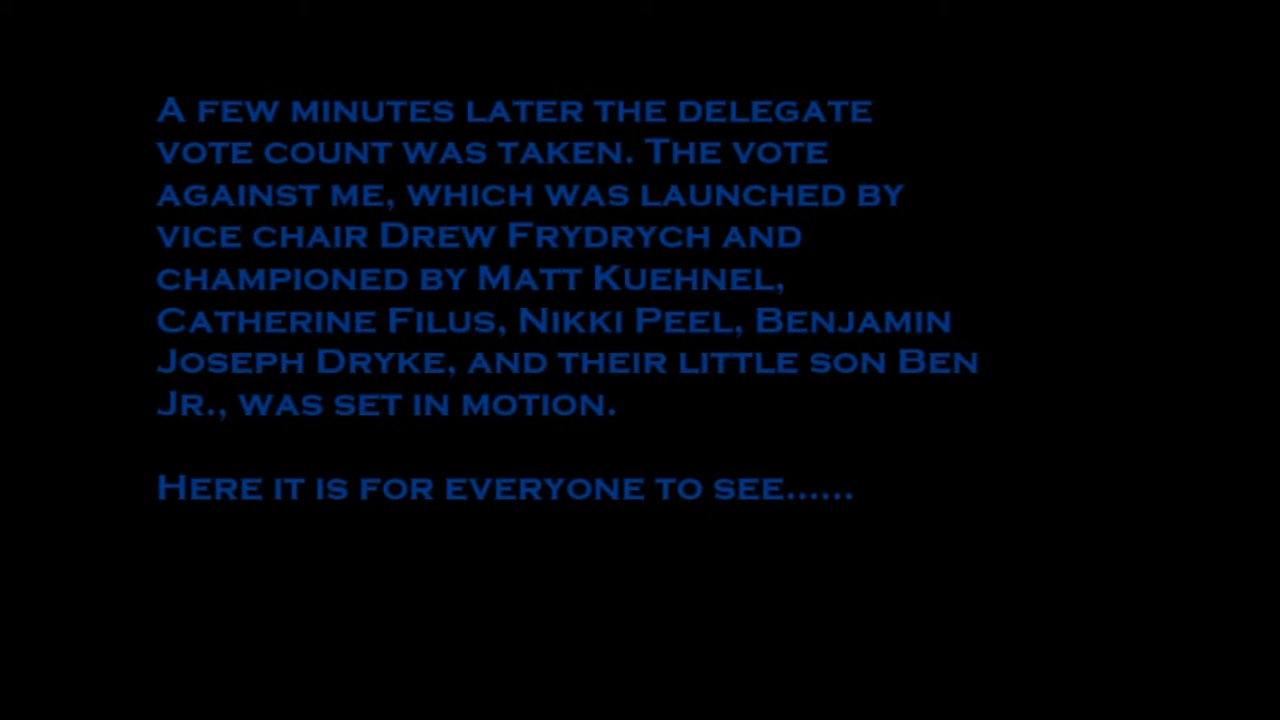 A few minutes later the delegate
vote count was taken. The vote
against me, which was launched by
vice chair Drew Frydrych and
championed by Matt Kuehnel,
Catherine Filus, Nikki Peel, Benjamin
Joseph Dryke, and their little son Ben
Jr., was set in motion.
Here it is for everyone to see......